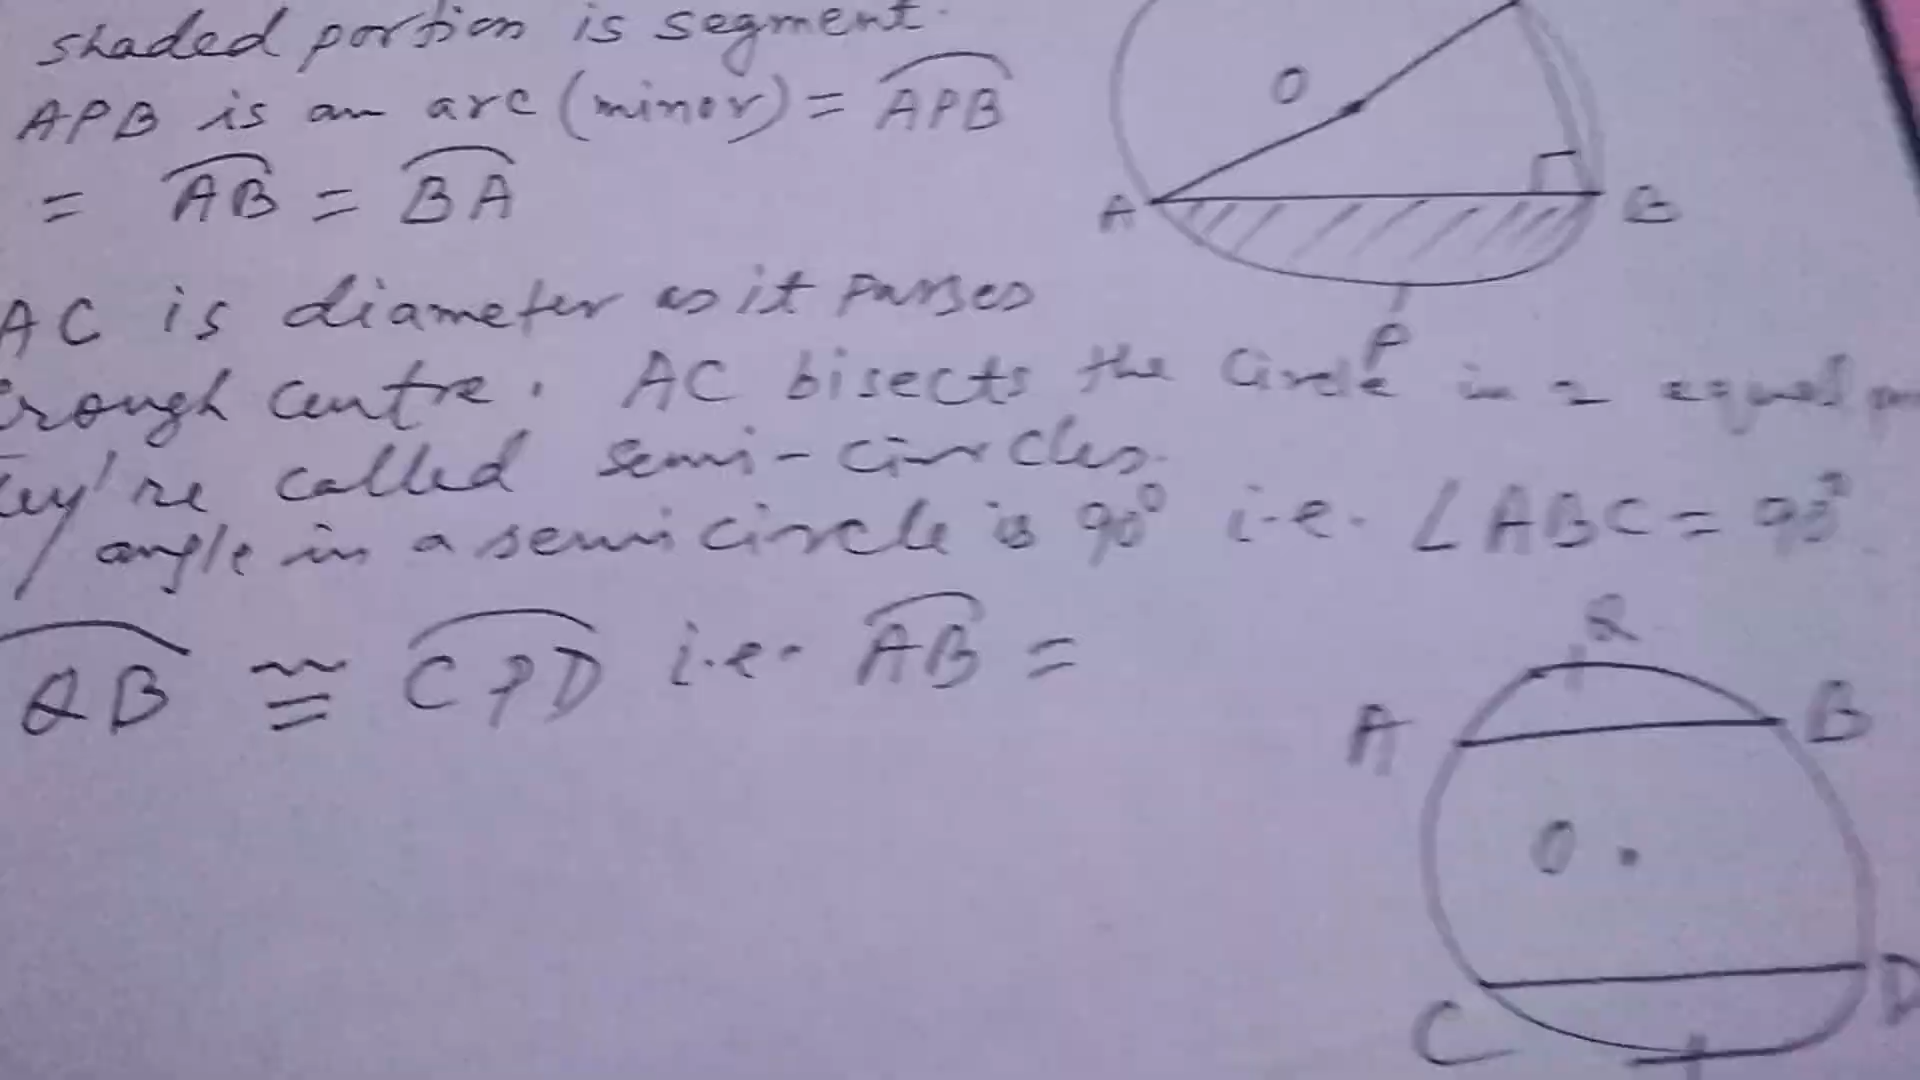 shaded portion is segment.
APB is an arc (minor) = APB
= AB = BA
AC is diameter as it passes
rough centre. AC bisects the circle in 2 equal
ey're called semi-circles.
angle in a semicircle is 90° i.e. ∠ABC = 90°
QB ≅ CPD i.e. AB =
O
A
B
P
Q
A
B
O
C
D